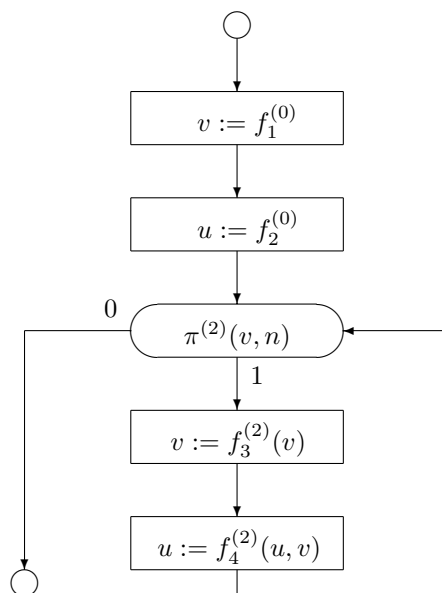 v := f_1^{(0)}
u := f_2^{(0)}
0
π^{(2)}(v, n)
1
v := f_3^{(2)}(v)
u := f_4^{(2)}(u, v)